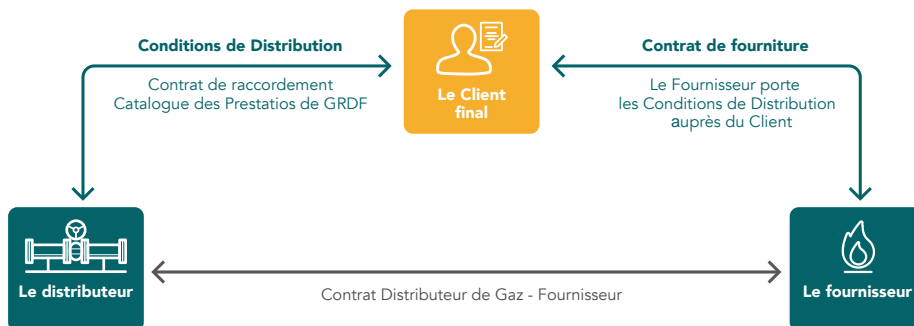 Conditions de Distribution
Contrat de raccordement
Catalogue des Prestatios de GRDF
Le Client
final
Contrat de fourniture
Le Fournisseur porte
les Conditions de Distribution
auprès du Client
Le distributeur
Contrat Distributeur de Gaz - Fournisseur
Le fournisseur